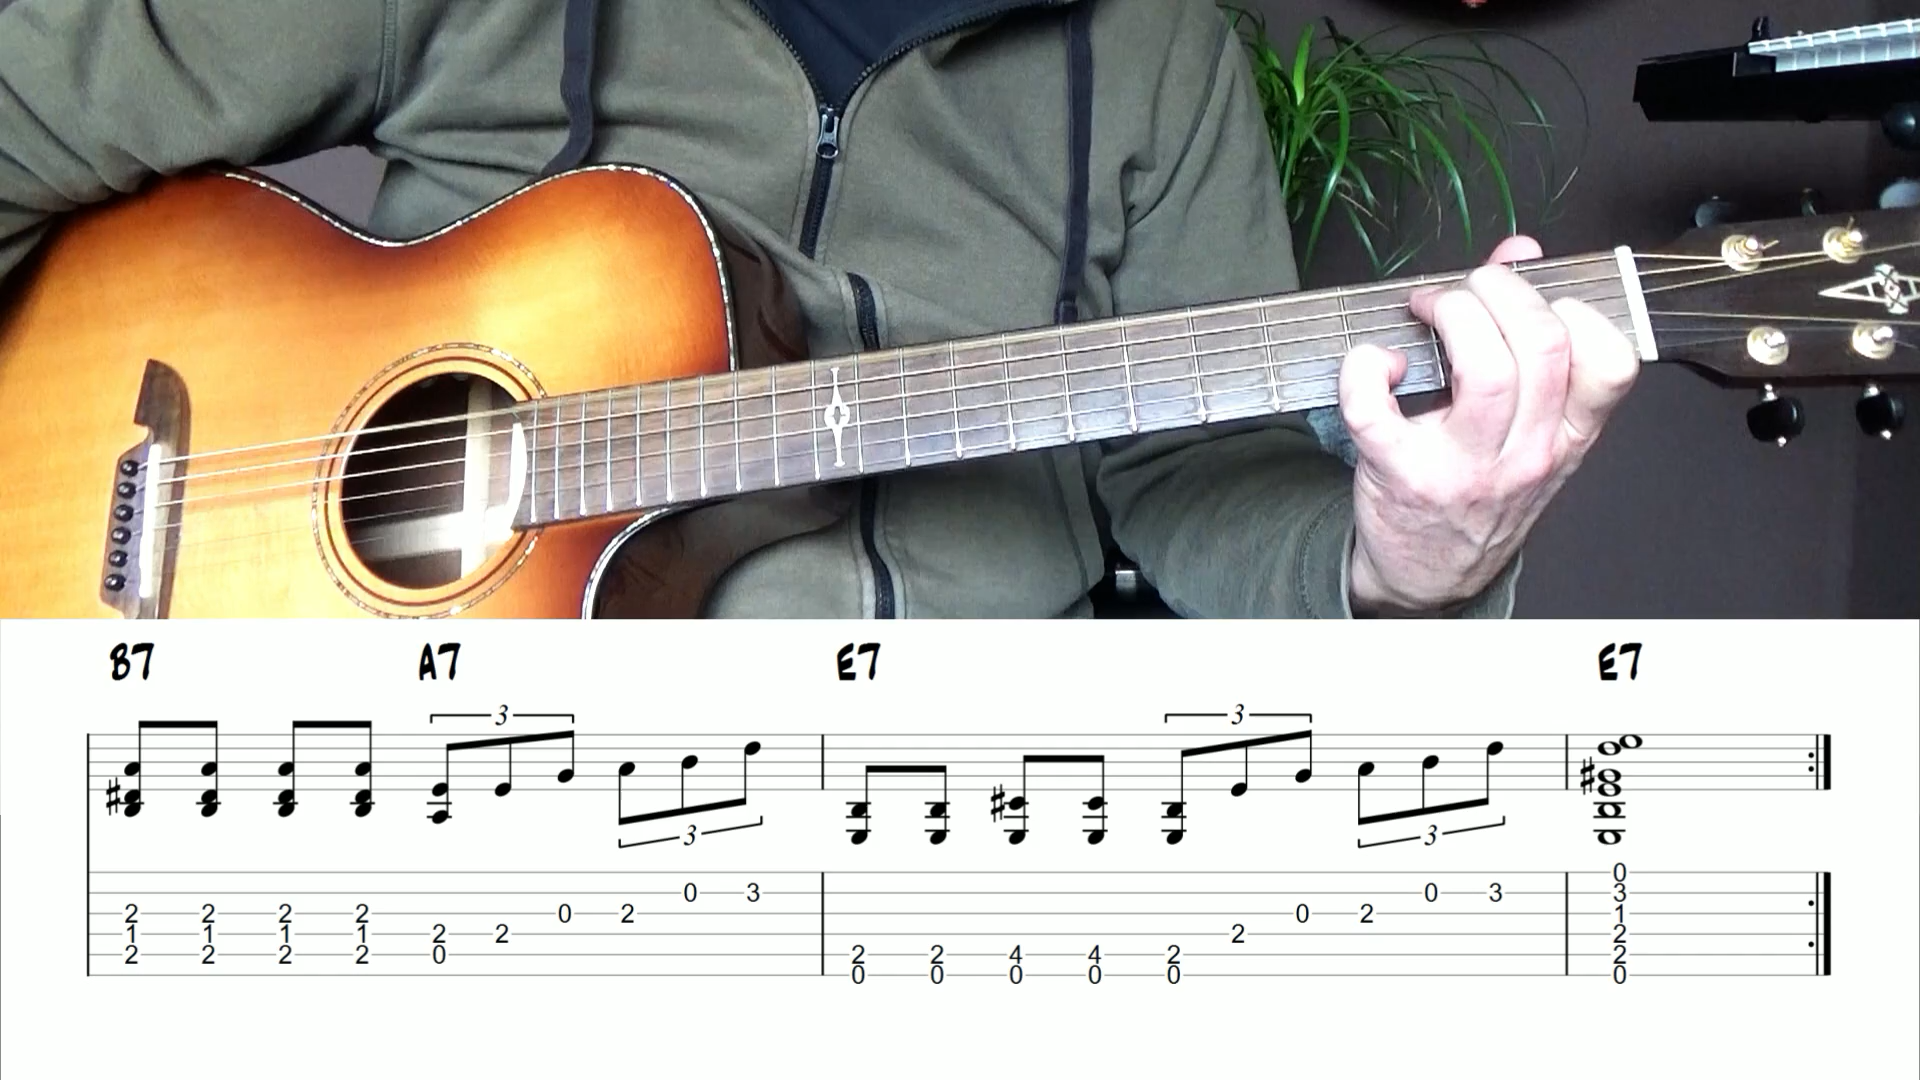 B7 A7 E7 E7
3 3
3 3
0
0 3 0 3 3
2 2 2 2 0 2 0 2 1
1 1 1 1 2 2 2 2
2 2 2 2 0 2 2 4 4 2 2
0 0 0 0 0 0